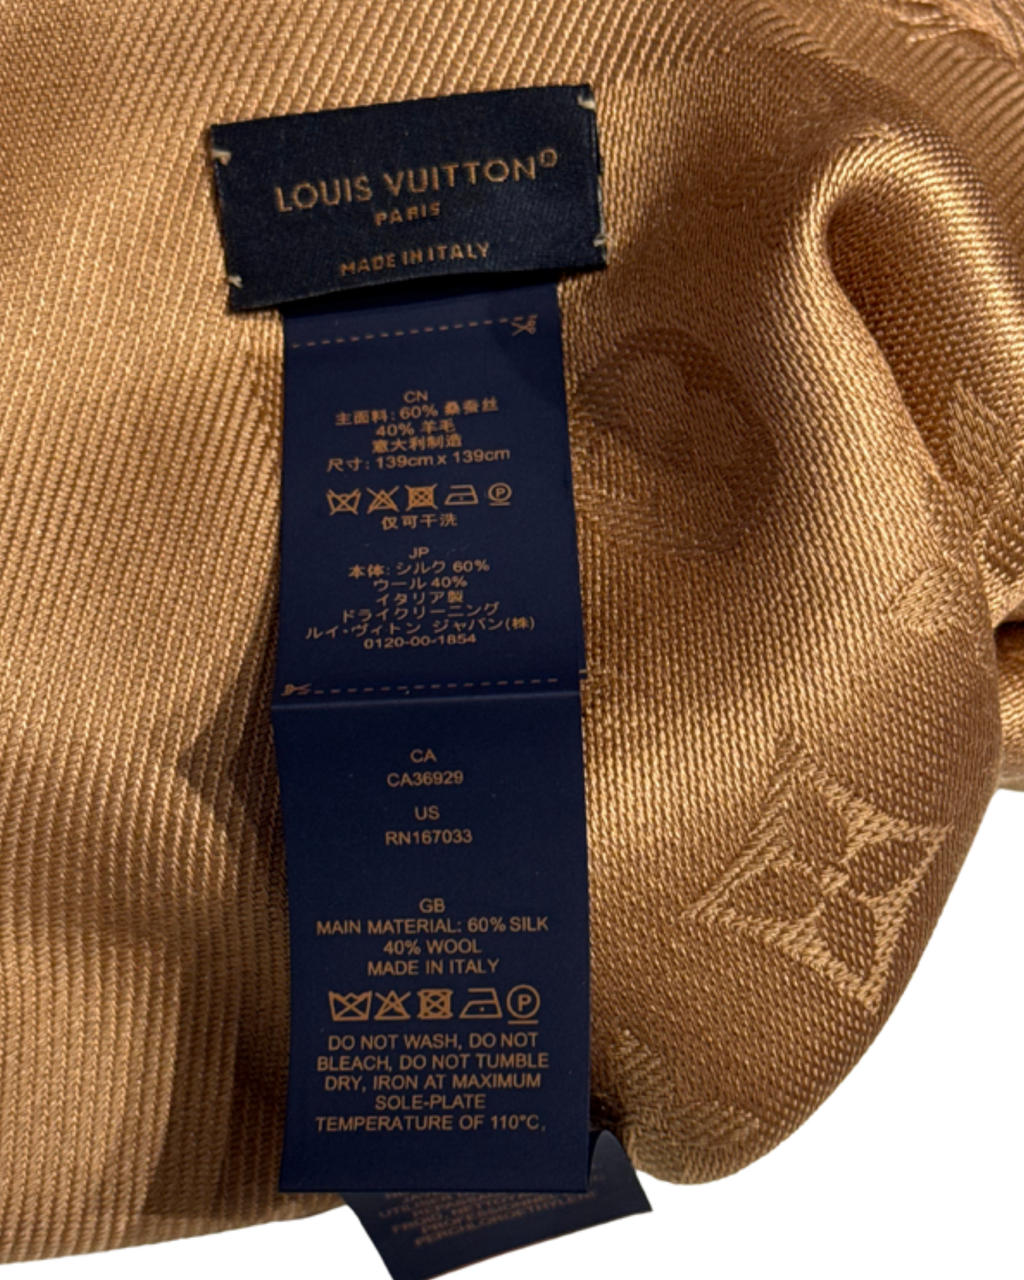 LOUIS VUITTON
PARIS
MADE IN ITALY
CN
主面料: 60% 桑蚕丝
40% 羊毛
意大利制造
尺寸: 139cm x 139cm
P
仅可干洗
JP
本体: シルク 60%
ウール 40%
イタリア製
ドライクリーニング
ルイ・ヴィトン ジャパン(株)
0120-00-1854
CA
CA36929
US
RN167033
GB
MAIN MATERIAL: 60% SILK
40% WOOL
MADE IN ITALY
P
DO NOT WASH, DO NOT
BLEACH, DO NOT TUMBLE
DRY, IRON AT MAXIMUM
SOLE-PLATE
TEMPERATURE OF 110°C,